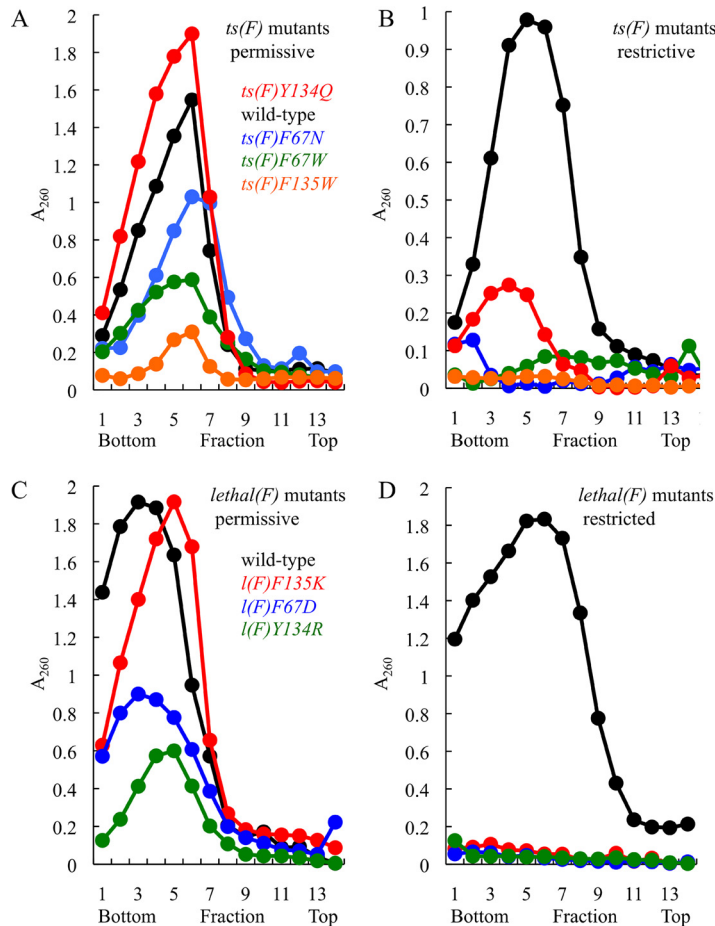 A
ts(F) mutants
permissive
ts(F)Y134Q
wild-type
ts(F)F67N
ts(F)F67W
ts(F)F135W
A260
2
1.8
1.6
1.4
1.2
1
0.8
0.6
0.4
0.2
0
1 3 5 7 9 11 13
Bottom Fraction Top
B
ts(F) mutants
restrictive
A260
1
0.9
0.8
0.7
0.6
0.5
0.4
0.3
0.2
0.1
0
1 3 5 7 9 11 13
Bottom Fraction Top
C
lethal(F) mutants
permissive
wild-type
l(F)F135K
l(F)F67D
l(F)Y134R
A260
2
1.8
1.6
1.4
1.2
1
0.8
0.6
0.4
0.2
0
1 3 5 7 9 11 13
Bottom Fraction Top
D
lethal(F) mutants
restricted
A260
2
1.8
1.6
1.4
1.2
1
0.8
0.6
0.4
0.2
0
1 3 5 7 9 11 13
Bottom Fraction Top